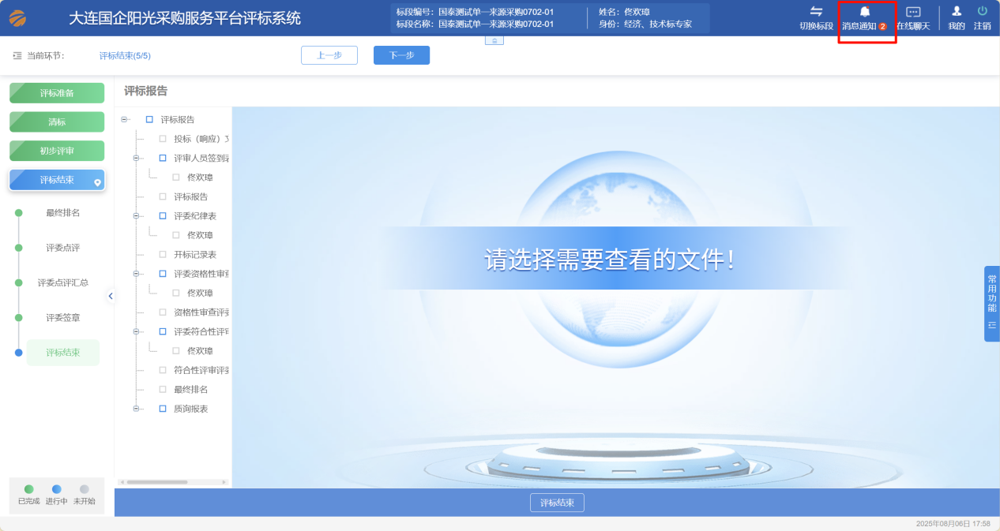 大连国企阳光采购服务平台评标系统
标段编号：国泰测试单一来源采购0702-01
标段名称：国泰测试单一来源采购0702-01
姓名：佟欢璋
身份：经济、技术标专家
切换标段
消息通知 2
在线聊天
我的
注销
当前环节：
评标结束(5/5)
上一步
下一步
评标准备
清标
初步评审
评标结束
最终排名
评委点评
评委点评汇总
评委签章
评标结束
已完成
进行中
未开始
评标报告
评标报告
投标（响应）
评审人员签到
佟欢璋
评标报告
评委纪律表
佟欢璋
开标记录表
评委资格性审
佟欢璋
资格性审查评
评委符合性评
佟欢璋
符合性评审评
最终排名
质询报表
请选择需要查看的文件！
常用功能
评标结束
2025年08月06日 17:58